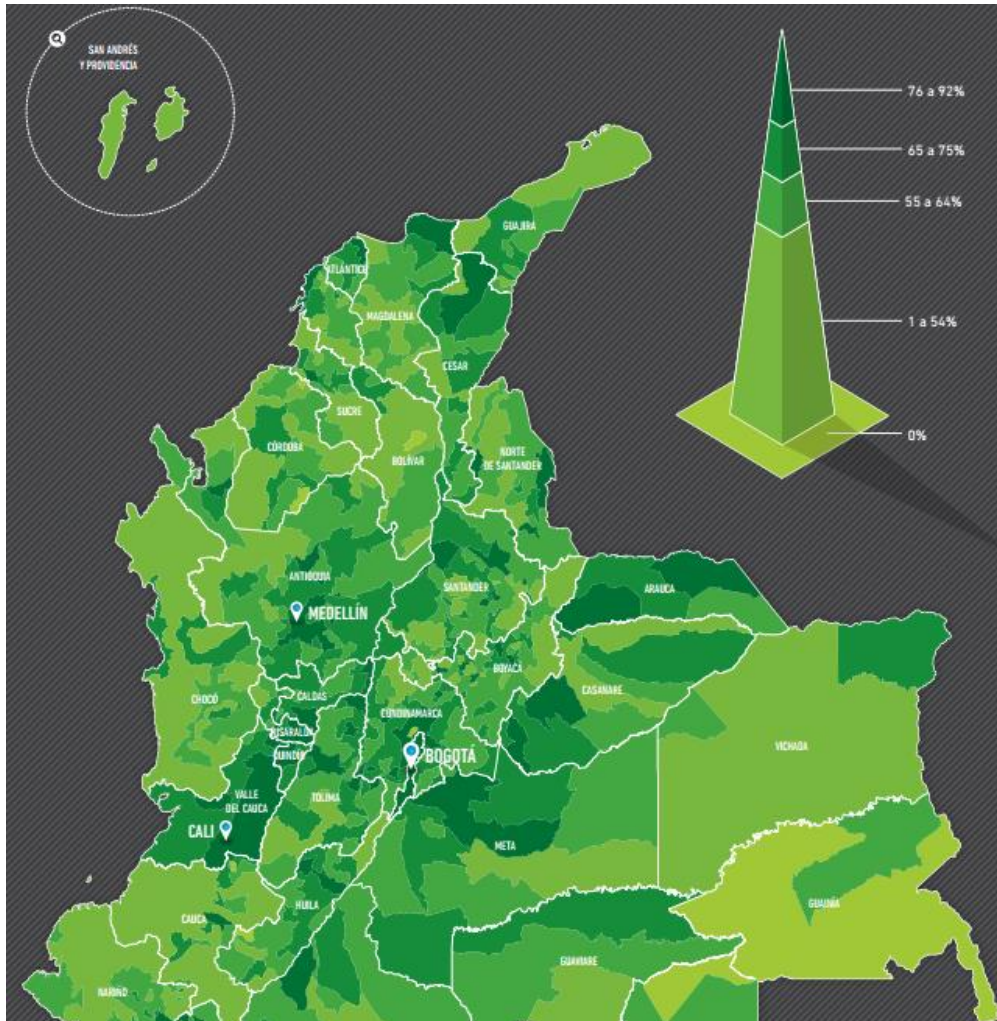 SAN ANDRÉS
Y PROVIDENCIA
76 a 92%
65 a 75%
55 a 64%
1 a 54%
0%
GUAJIRA
ATLÁNTICO
MAGDALENA
CESAR
SUCRE
CÓRDOBA
BOLÍVAR
NORTE
DE SANTANDER
ANTIOQUIA
MEDELLÍN
SANTANDER
ARAUCA
BOYACÁ
CHOCÓ
CALDAS
CASANARE
CUNDINAMARCA
RISARALDA
QUINDÍO
BOGOTÁ
VICHADA
VALLE
DEL CAUCA
TOLIMA
CALI
META
HUILA
CAUCA
GUAINÍA
GUAVIARE
NARIÑO